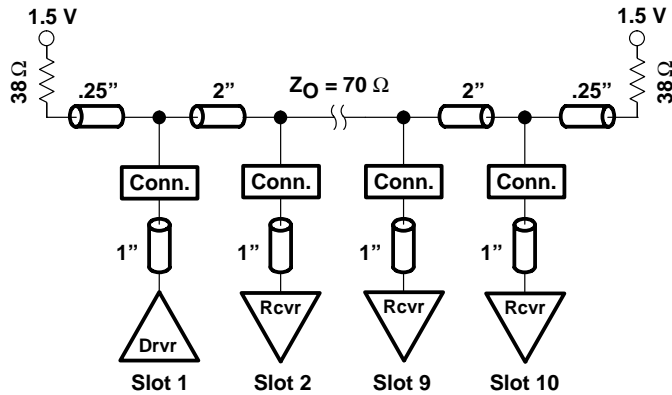 1.5 V
1.5 V
38 Ω
.25”
2”
ZO = 70 Ω
2”
.25”
38 Ω
Conn.
Conn.
Conn.
Conn.
1”
1”
1”
1”
Drvr
Rcvr
Rcvr
Rcvr
Slot 1
Slot 2
Slot 9
Slot 10